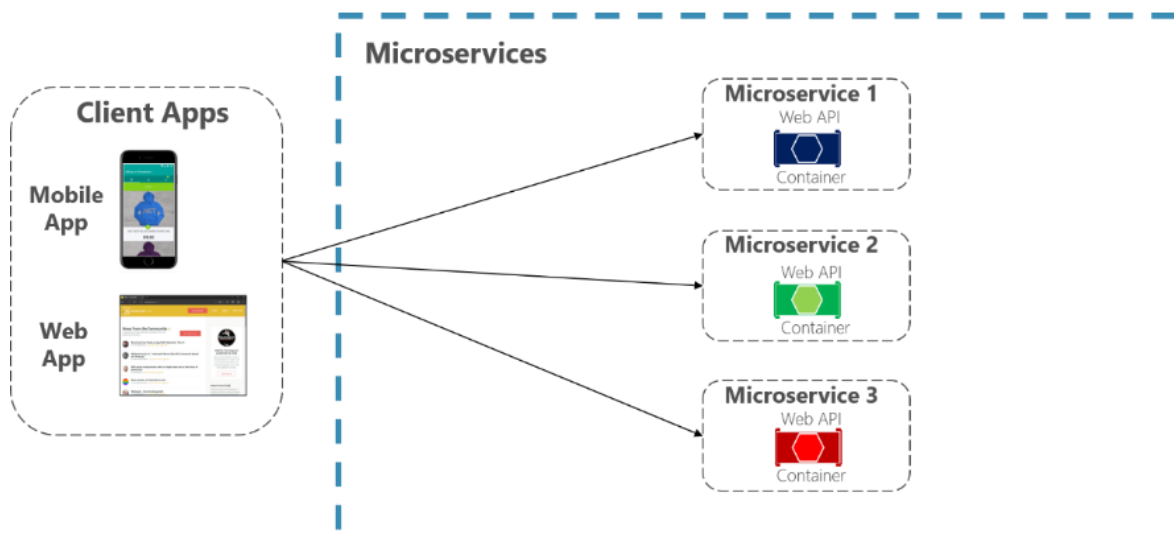 Microservices
Client Apps
Mobile
App
Web
App
Microservice 1
Web API
Container
Microservice 2
Web API
Container
Microservice 3
Web API
Container